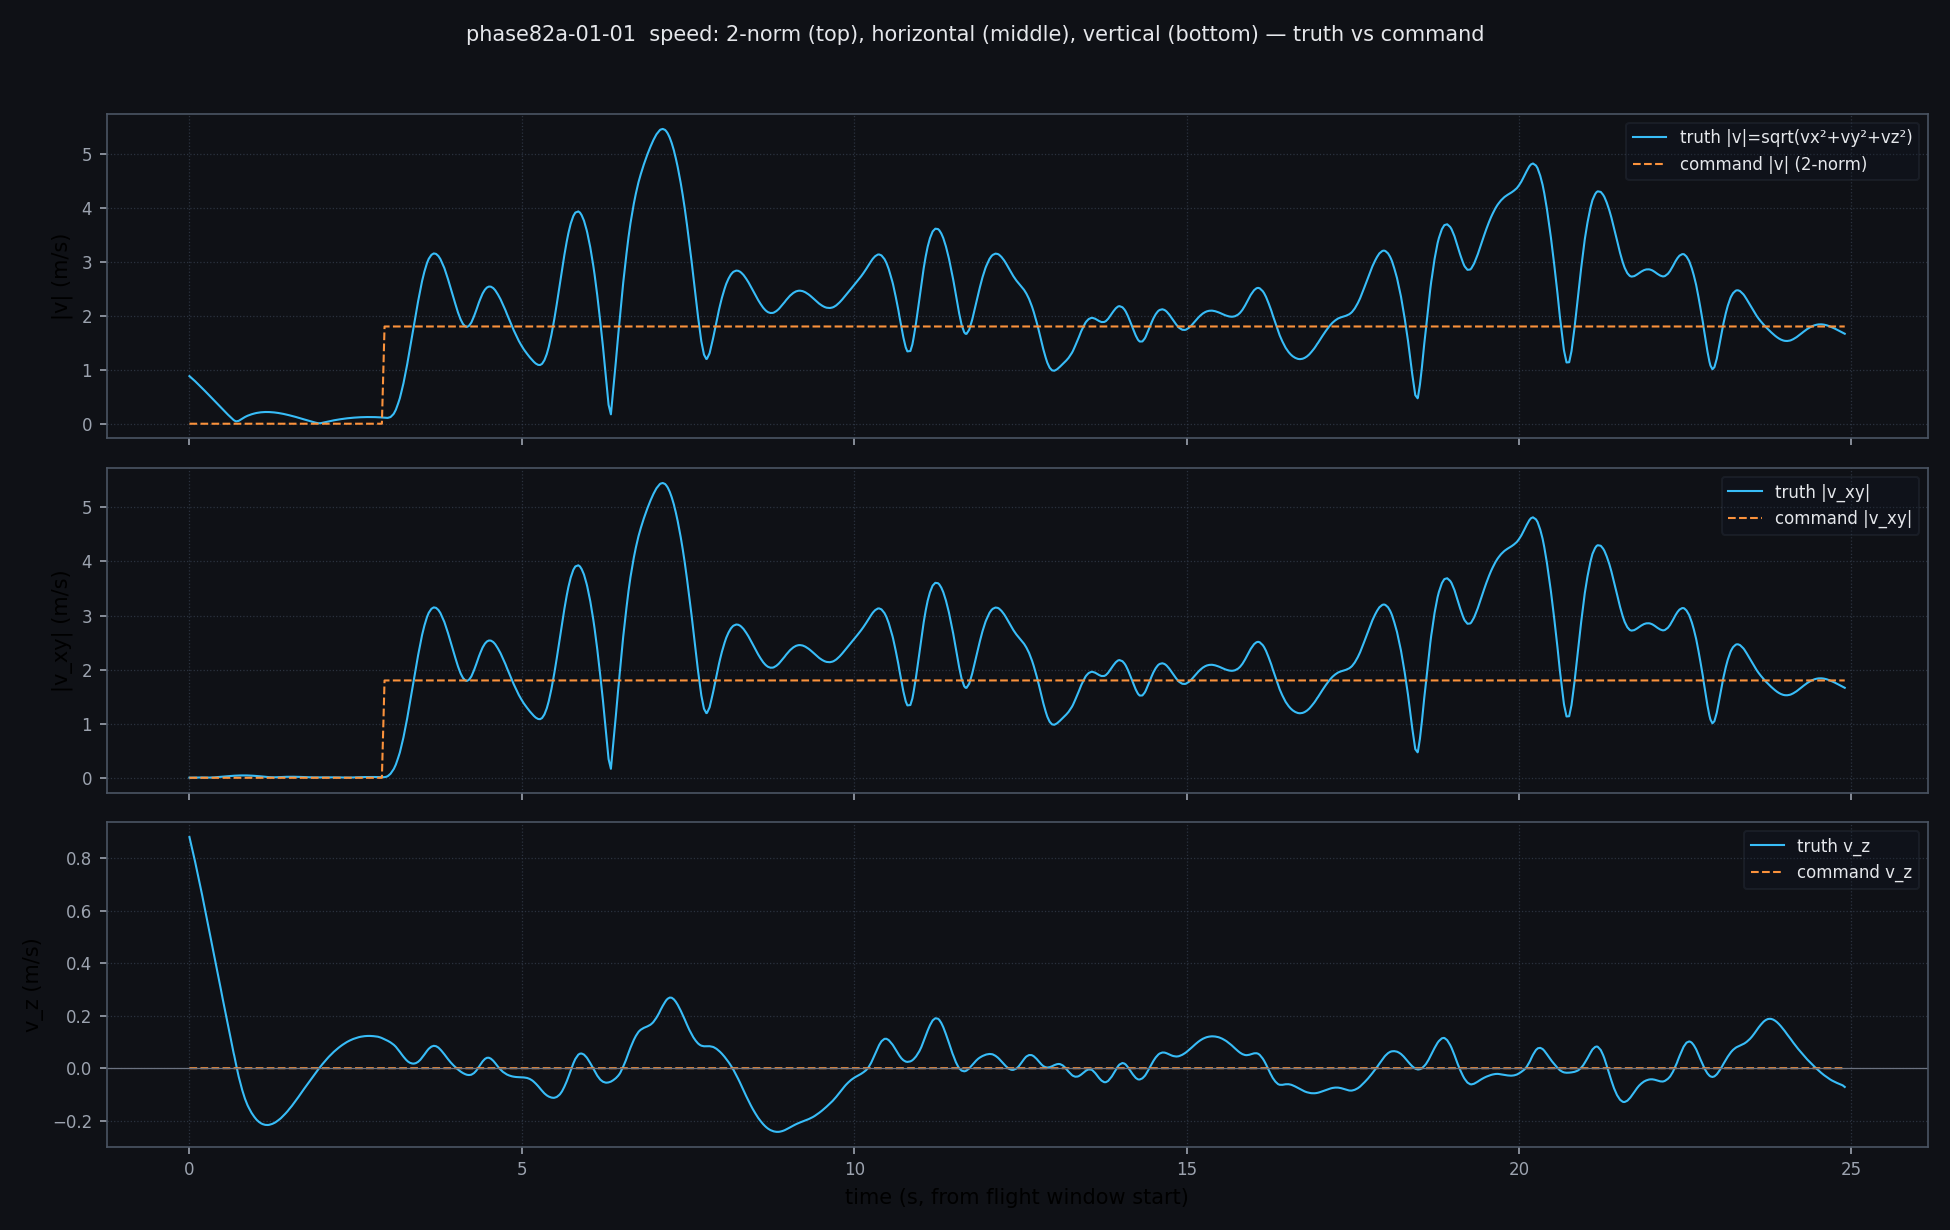 phase82a-01-01  speed: 2-norm (top), horizontal (middle), vertical (bottom) — truth vs command
|v| (m/s)
5
4
3
2
1
0
truth |v|=sqrt(vx²+vy²+vz²)
command |v| (2-norm)
|v_xy| (m/s)
5
4
3
2
1
0
truth |v_xy|
command |v_xy|
v_z (m/s)
0.8
0.6
0.4
0.2
0.0
−0.2
truth v_z
command v_z
0
5
10
15
20
25
time (s, from flight window start)